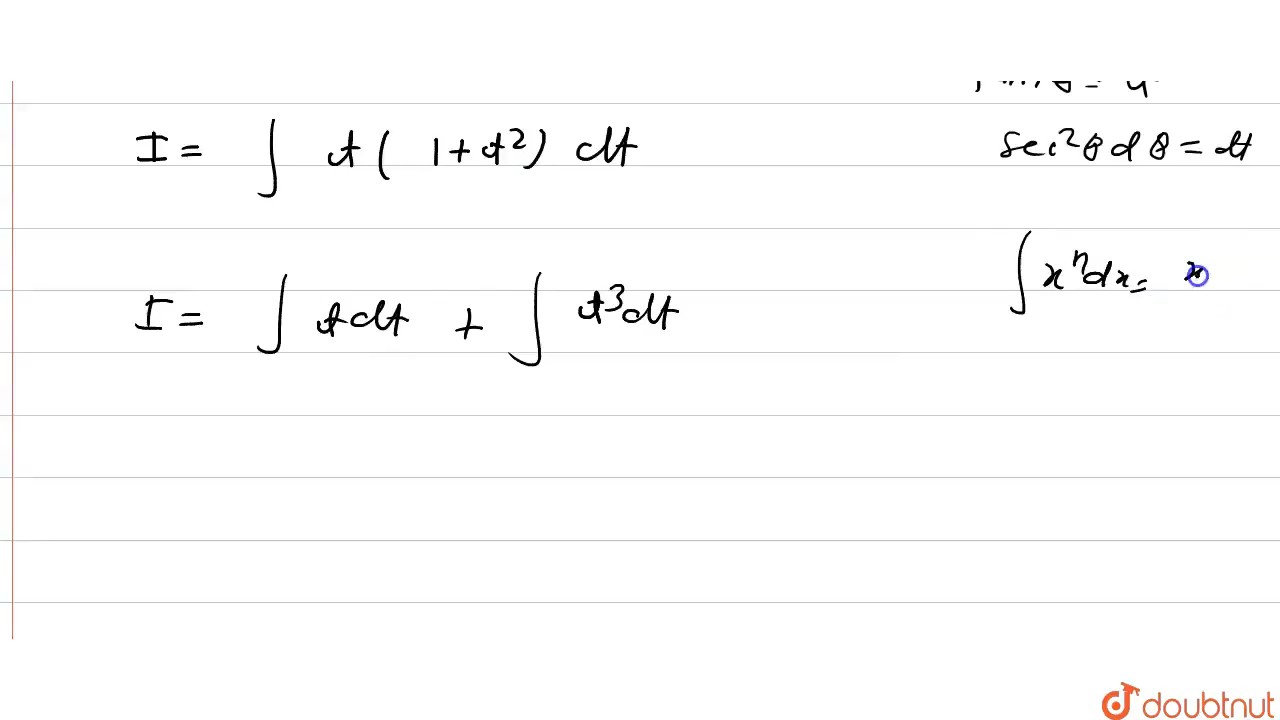 I = ∫ t ( 1 + t²) dt
sec²θ dθ = dt
∫ xⁿdx = x
I = ∫ t dt + ∫ t³dt
doubtnut